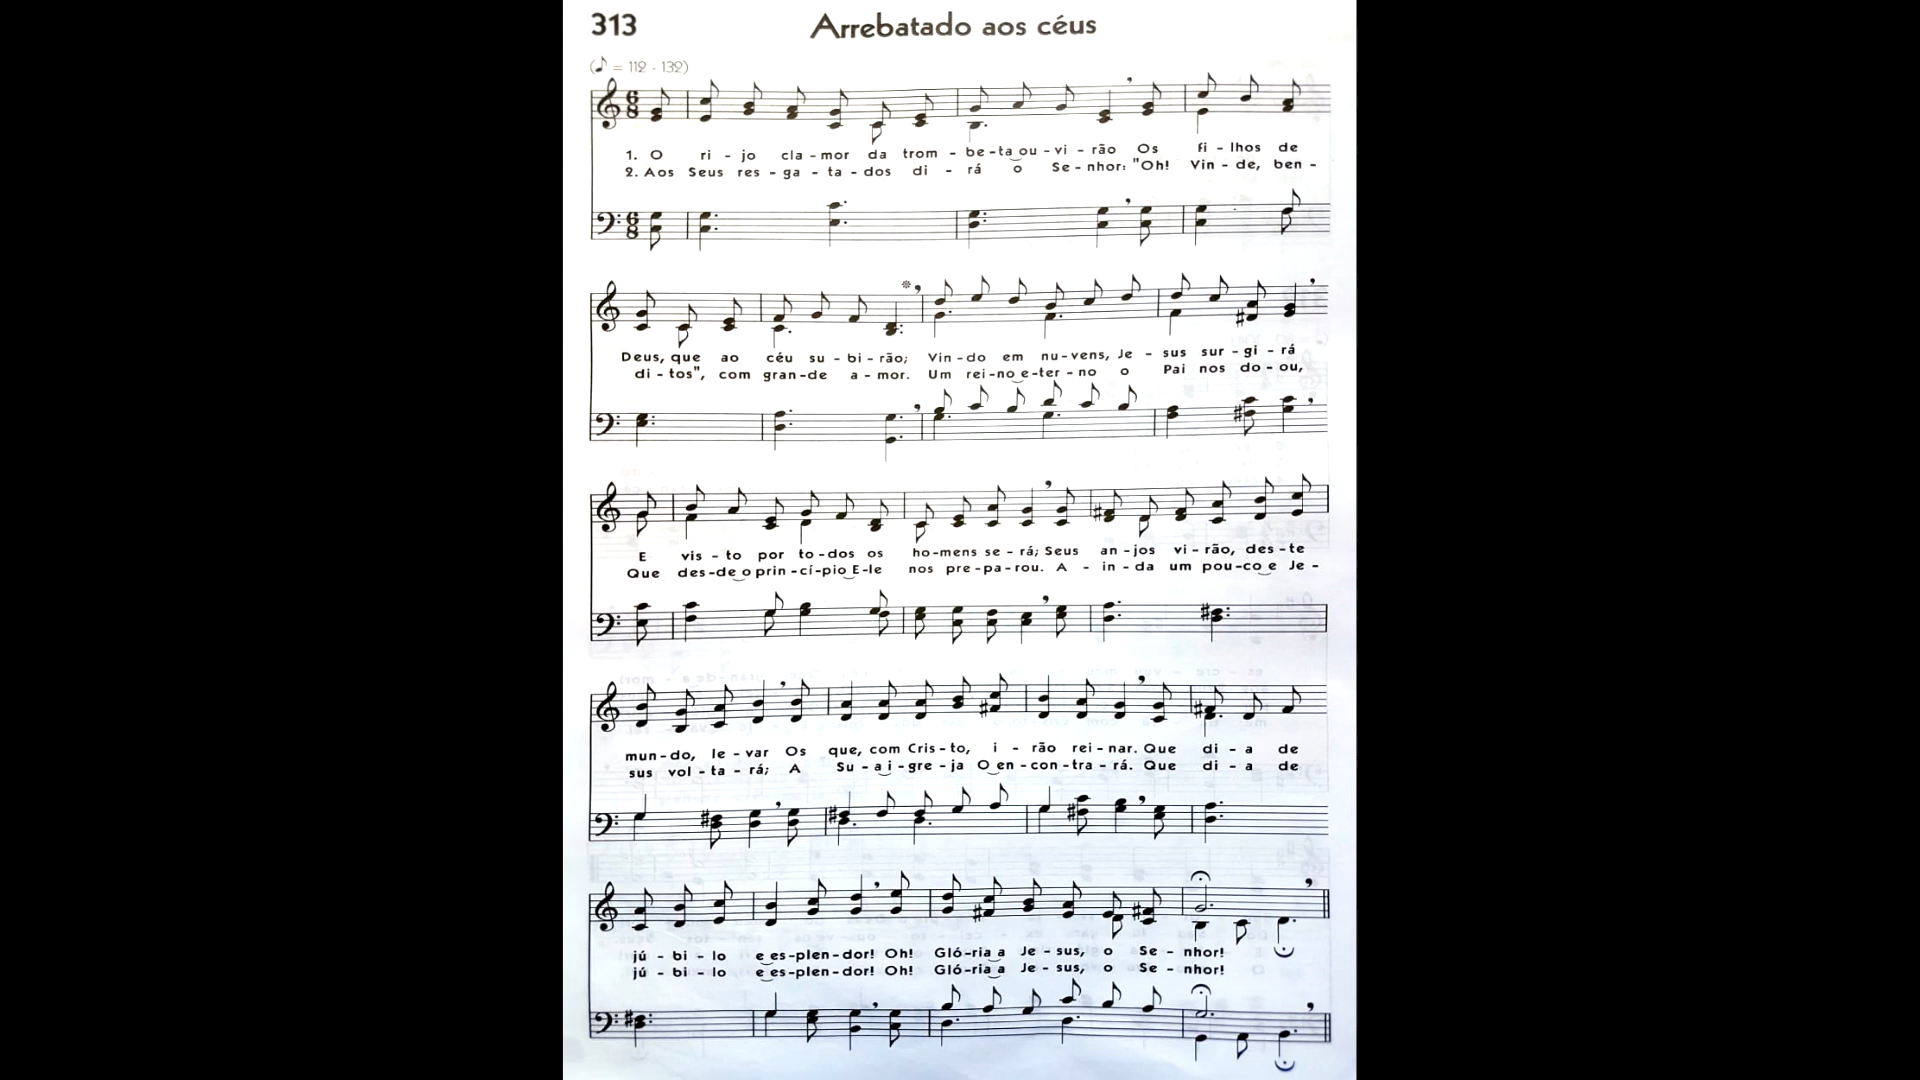 313
Arrebatado aos céus
(♪ = 112 - 132)
1. O ri - jo cla - mor da trom - be - ta ou - vi - rão Os fi - lhos de
2. Aos Seus res - ga - ta - dos di - rá o Se - nhor: "Oh! Vin - de, ben -
Deus, que ao céu su - bi - rão; Vin - do em nu - vens, Je - sus sur - gi - rá
di - tos", com gran - de a - mor. Um rei - no e - ter - no o Pai nos do - ou,
E vis - to por to - dos os ho - mens se - rá; Seus an - jos vi - rão, des - te
Que des - de o prin - cí - pio E - le nos pre - pa - rou. A - in - da um pou - co e Je -
mun - do, le - var Os que, com Cris - to, i - rão rei - nar. Que di - a de
sus vol - ta - rá; A Su - a i - gre - ja O en - con - tra - rá. Que di - a de
jú - bi - lo e es - plen - dor! Oh! Gló - ria a Je - sus, o Se - nhor!
jú - bi - lo e es - plen - dor! Oh! Gló - ria a Je - sus, o Se - nhor!